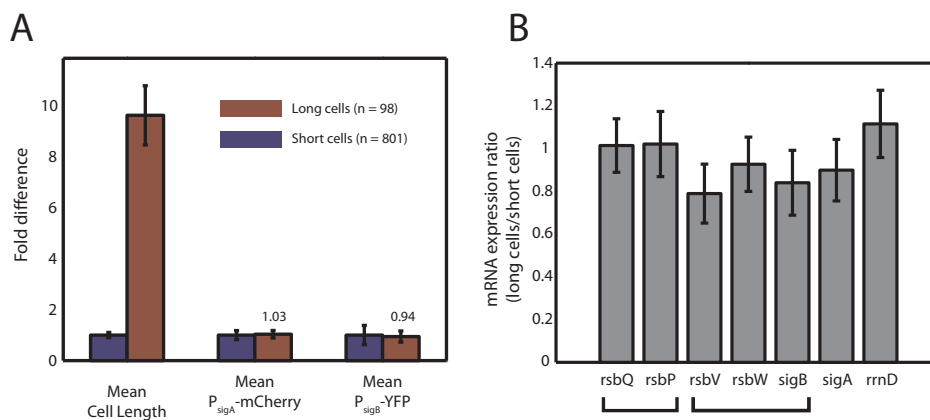 A
Fold difference
10
8
6
4
2
0
Long cells (n = 98)
Short cells (n = 801)
1.03
0.94
Mean
Cell Length
Mean
PsigA-mCherry
Mean
PsigB-YFP
B
mRNA expression ratio
(long cells/short cells)
1.4
1.2
1
0.8
0.6
0.4
0.2
0
rsbQ rsbP rsbV rsbW sigB sigA rrnD